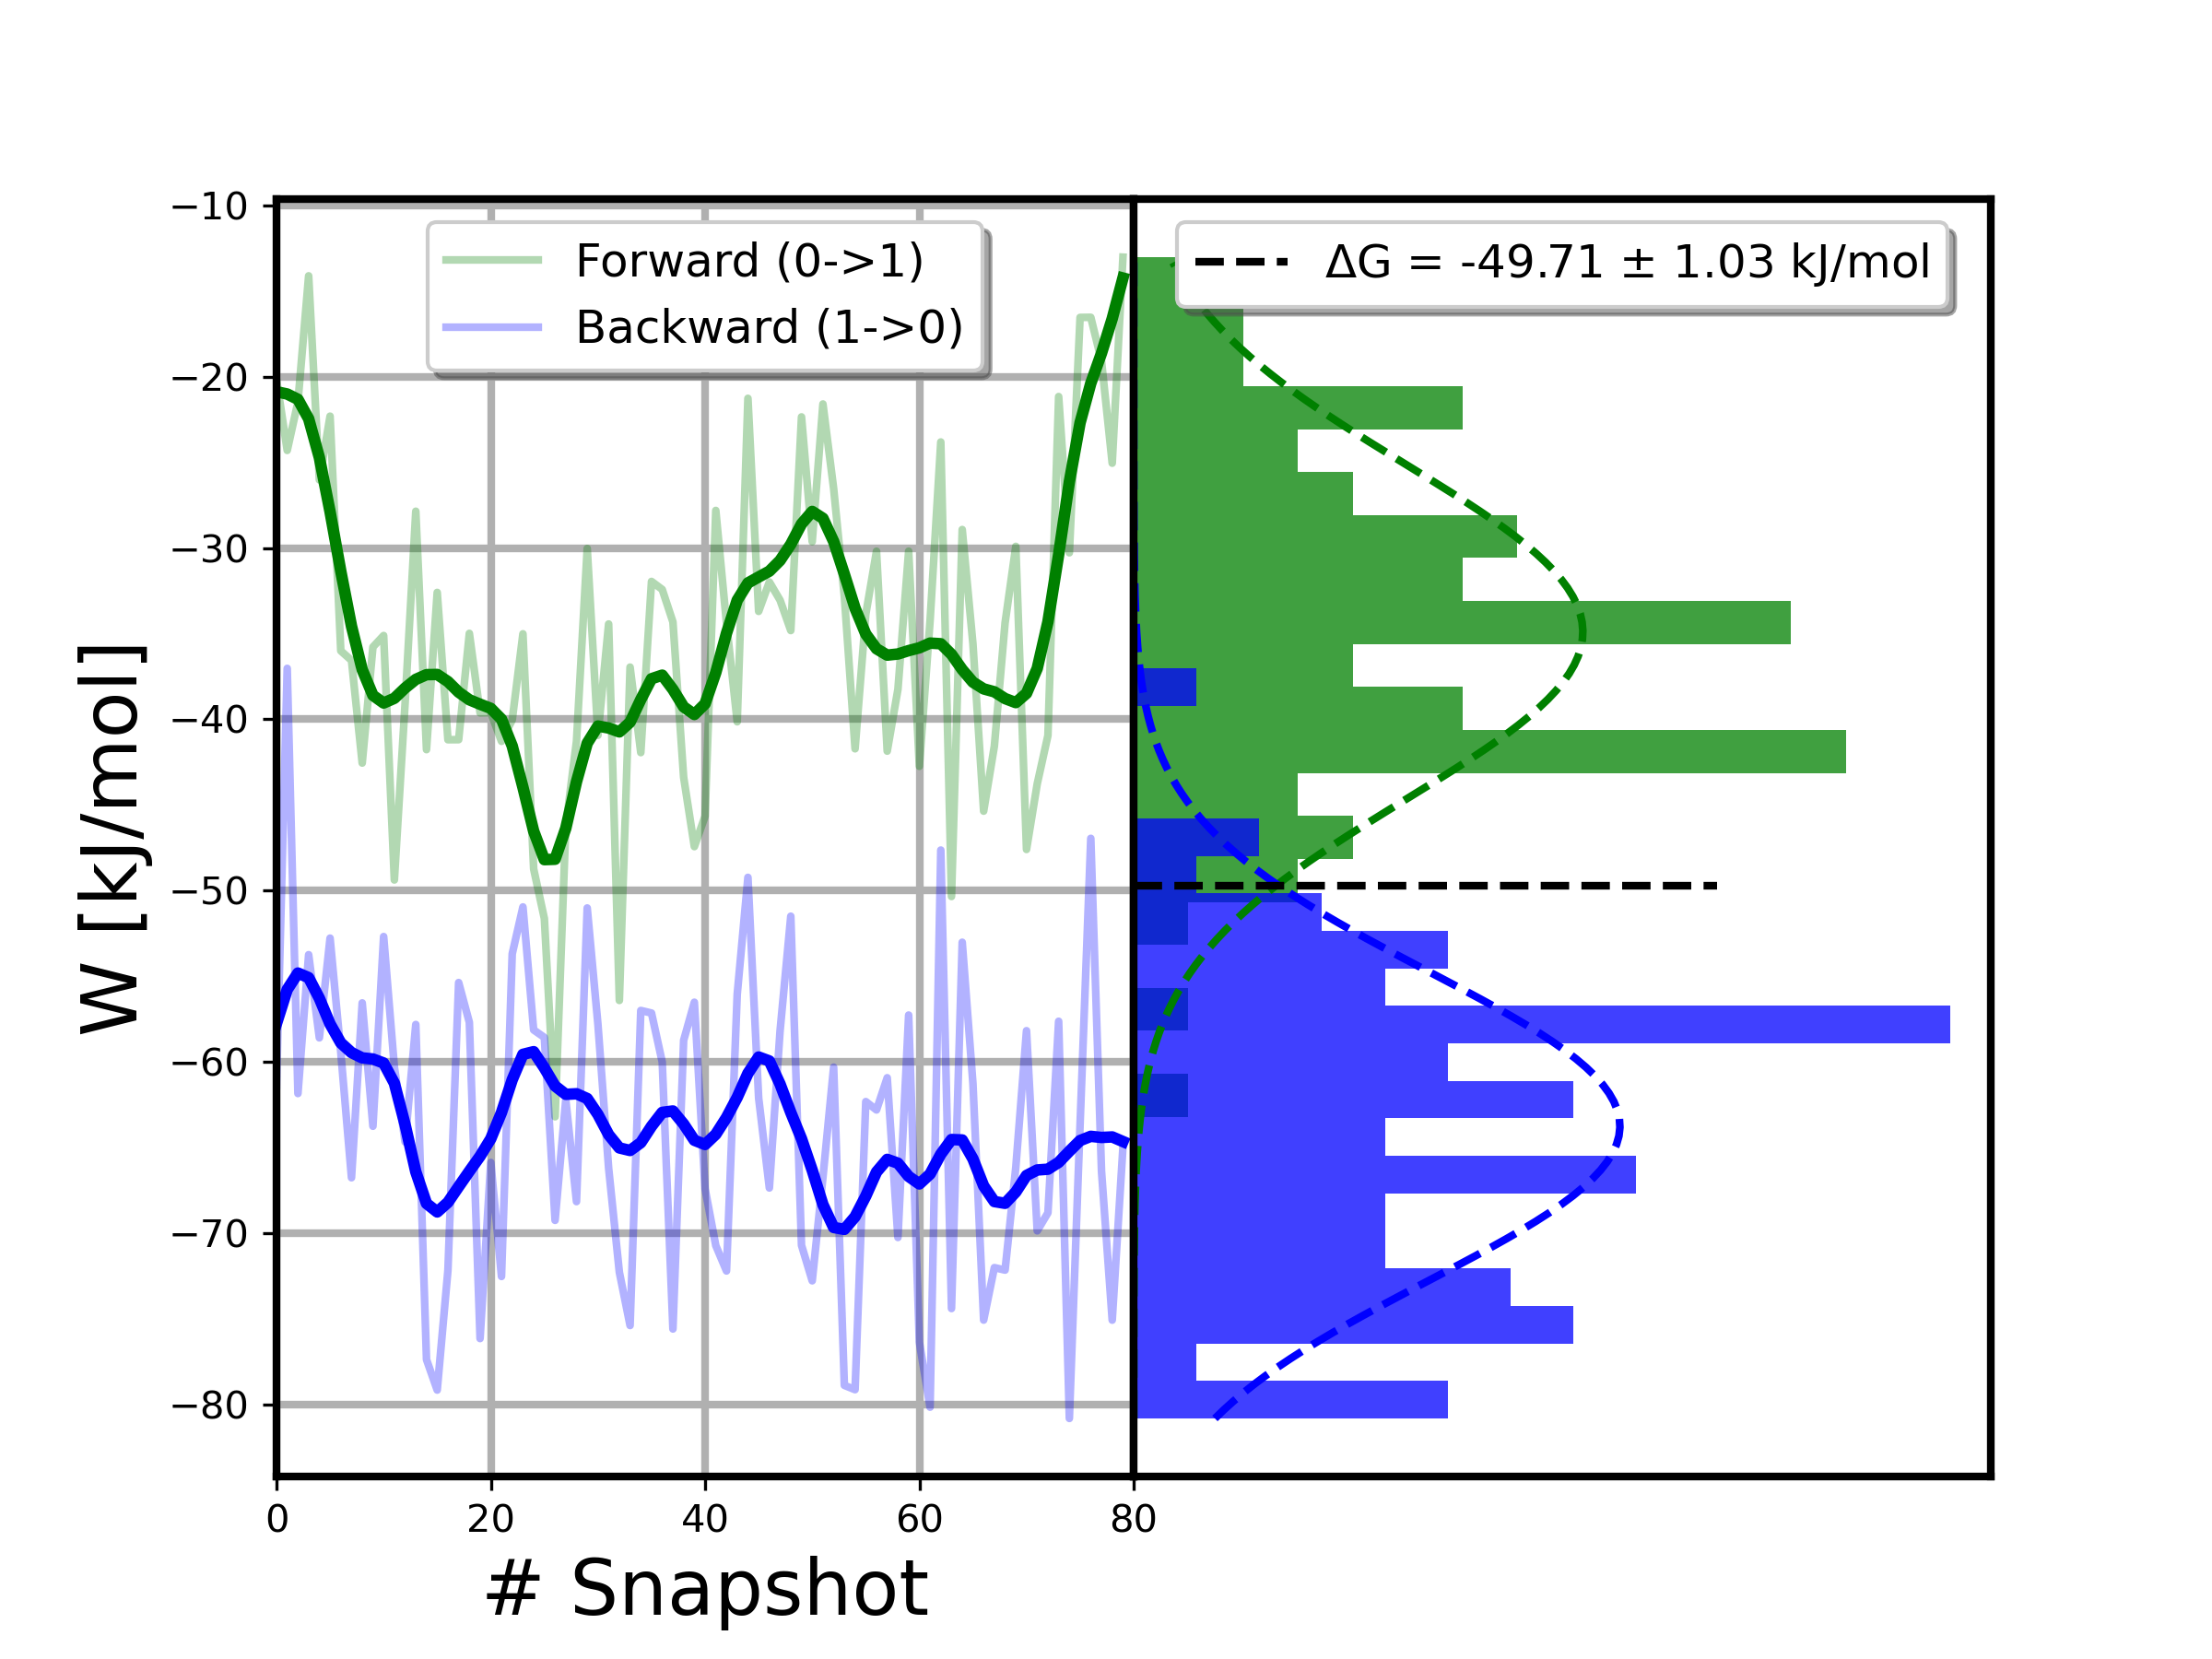 Forward (0->1)
Backward (1->0)
ΔG = -49.71 ± 1.03 kJ/mol
W [kJ/mol]
−10
−20
−30
−40
−50
−60
−70
−80
0 20 40 60 80
# Snapshot